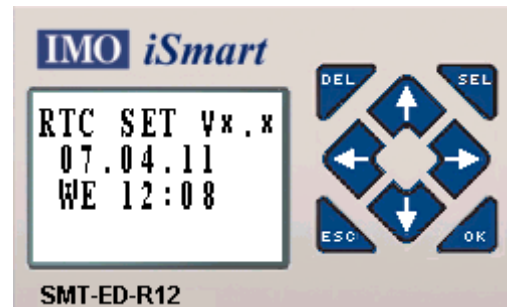 IMO iSmart
DEL
SEL
RTC SET Vx.x
07.04.11
WE 12:08
ESC
OK
SMT-ED-R12